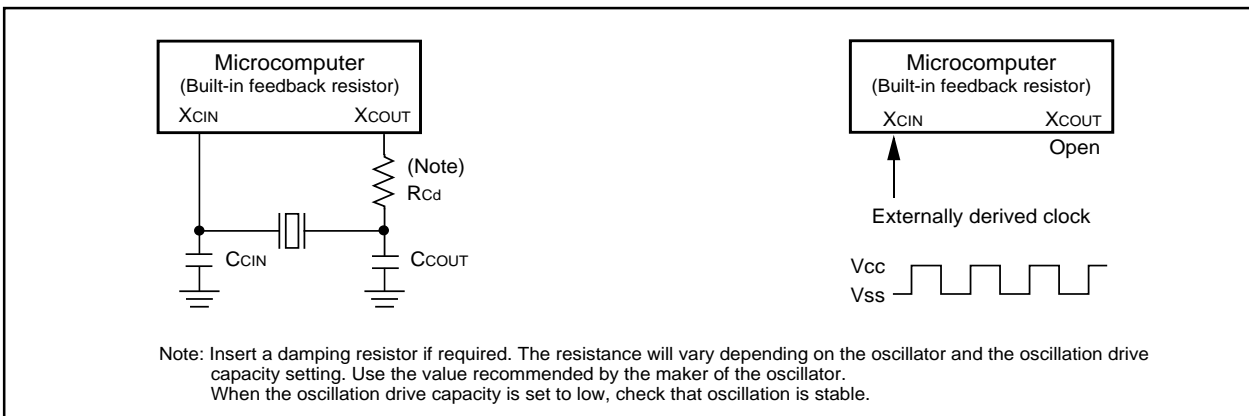 Microcomputer
(Built-in feedback resistor)
XCIN XCOUT
(Note)
RCd
CCIN
CCOUT
Microcomputer
(Built-in feedback resistor)
XCIN XCOUT
Open
Externally derived clock
Vcc
Vss
Note: Insert a damping resistor if required. The resistance will vary depending on the oscillator and the oscillation drive
capacity setting. Use the value recommended by the maker of the oscillator.
When the oscillation drive capacity is set to low, check that oscillation is stable.